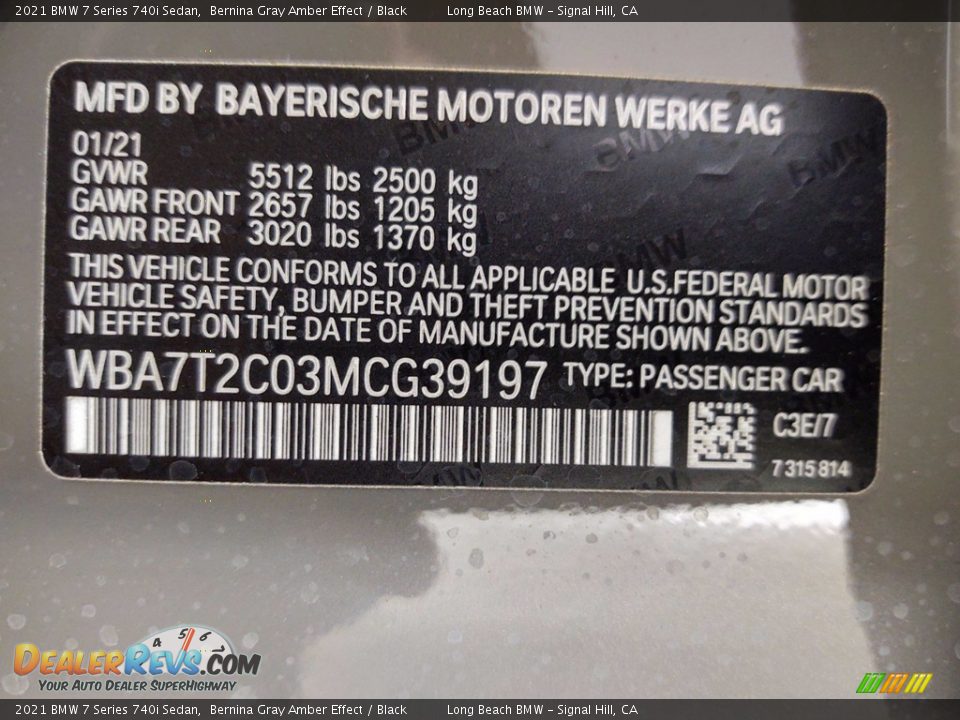 2021 BMW 7 Series 740i Sedan,  Bernina Gray Amber Effect / Black          Long Beach BMW - Signal Hill, CA
MFD BY BAYERISCHE MOTOREN WERKE AG
01/21
GVWR 5512 lbs 2500 kg
GAWR FRONT 2657 lbs 1205 kg
GAWR REAR 3020 lbs 1370 kg
THIS VEHICLE CONFORMS TO ALL APPLICABLE U.S.FEDERAL MOTOR
VEHICLE SAFETY, BUMPER AND THEFT PREVENTION STANDARDS
IN EFFECT ON THE DATE OF MANUFACTURE SHOWN ABOVE.
WBA7T2C03MCG39197 TYPE: PASSENGER CAR
C3E/7
7315814
4 5 6
DealerRevs.com
Your Auto Dealer SuperHighway
2021 BMW 7 Series 740i Sedan,  Bernina Gray Amber Effect / Black          Long Beach BMW - Signal Hill, CA